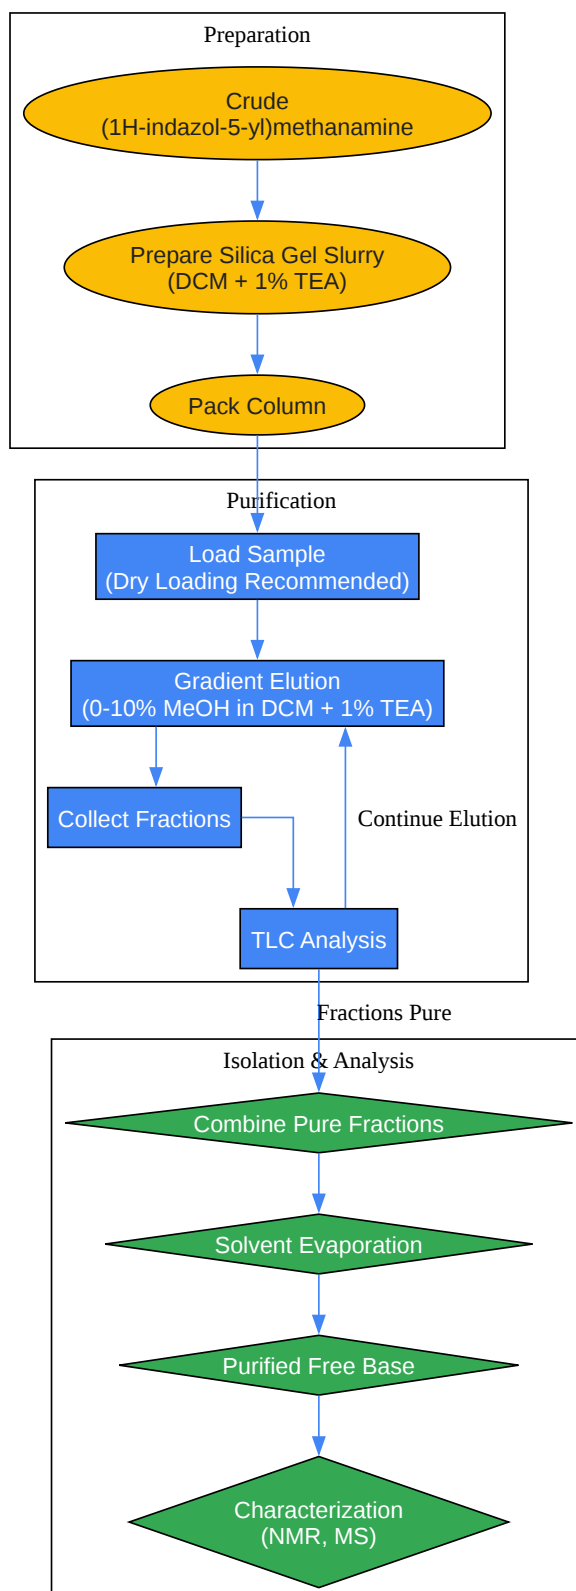 Preparation
Crude
(1H-indazol-5-yl)methanamine
Prepare Silica Gel Slurry
(DCM + 1% TEA)
Pack Column
Purification
Load Sample
(Dry Loading Recommended)
Gradient Elution
(0-10% MeOH in DCM + 1% TEA)
Collect Fractions
Continue Elution
TLC Analysis
Fractions Pure
Isolation & Analysis
Combine Pure Fractions
Solvent Evaporation
Purified Free Base
Characterization
(NMR, MS)